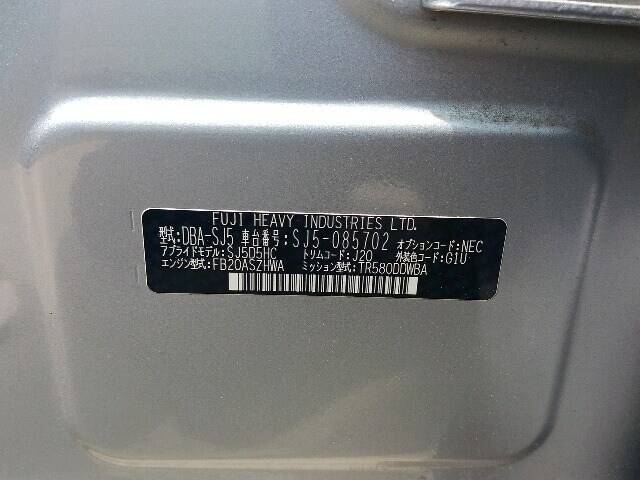 FUJI HEAVY INDUSTRIES LTD.
型式:DBA-SJ5 車台番号:SJ5-085702 オプションコード:NEC
アプライドモデル:SJ5D5HC トリムコード:J20 外装色コード:G1U
エンジン型式:FB20ASZHWA ミッション型式:TR580DDWBA